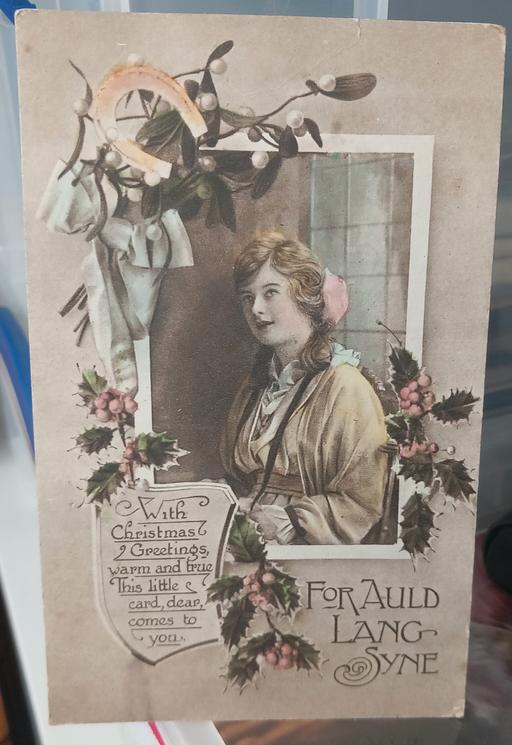 With
Christmas
& Greetings,
warm and true
This little
card, dear,
comes to
you.
FOR AULD
LANG
SYNE